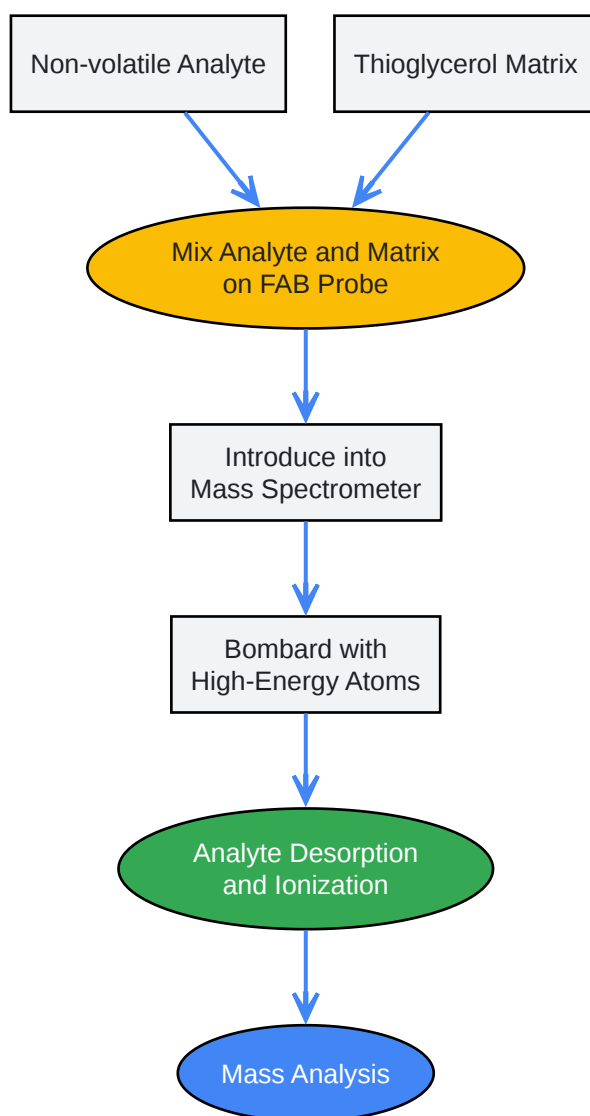 Non-volatile Analyte
Thioglycerol Matrix
Mix Analyte and Matrix
on FAB Probe
Introduce into
Mass Spectrometer
Bombard with
High-Energy Atoms
Analyte Desorption
and Ionization
Mass Analysis